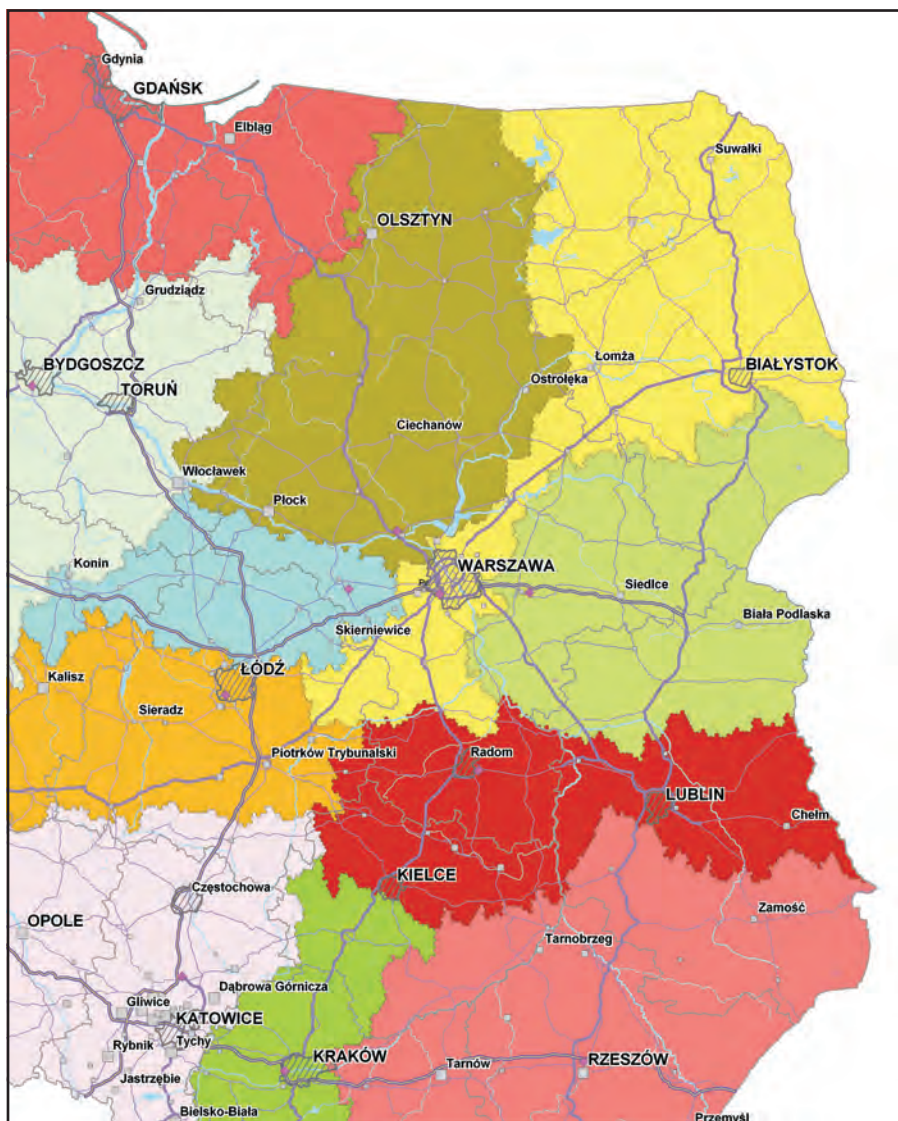 Gdynia
GDAŃSK
Elbląg
Suwałki
OLSZTYN
Grudziądz
BYDGOSZCZ
Łomża
BIAŁYSTOK
TORUŃ
Ostrołęka
Ciechanów
Włocławek
Płock
Konin
WARSZAWA
Siedlce
Biała Podlaska
Skierniewice
ŁÓDŹ
Kalisz
Sieradz
Piotrków Trybunalski
Radom
LUBLIN
Chełm
KIELCE
Częstochowa
OPOLE
Zamość
Tarnobrzeg
Dąbrowa Górnicza
Gliwice
KATOWICE
Tychy
Rybnik
KRAKÓW
Tarnów
RZESZÓW
Jastrzębie
Bielsko-Biała
Przemyśl